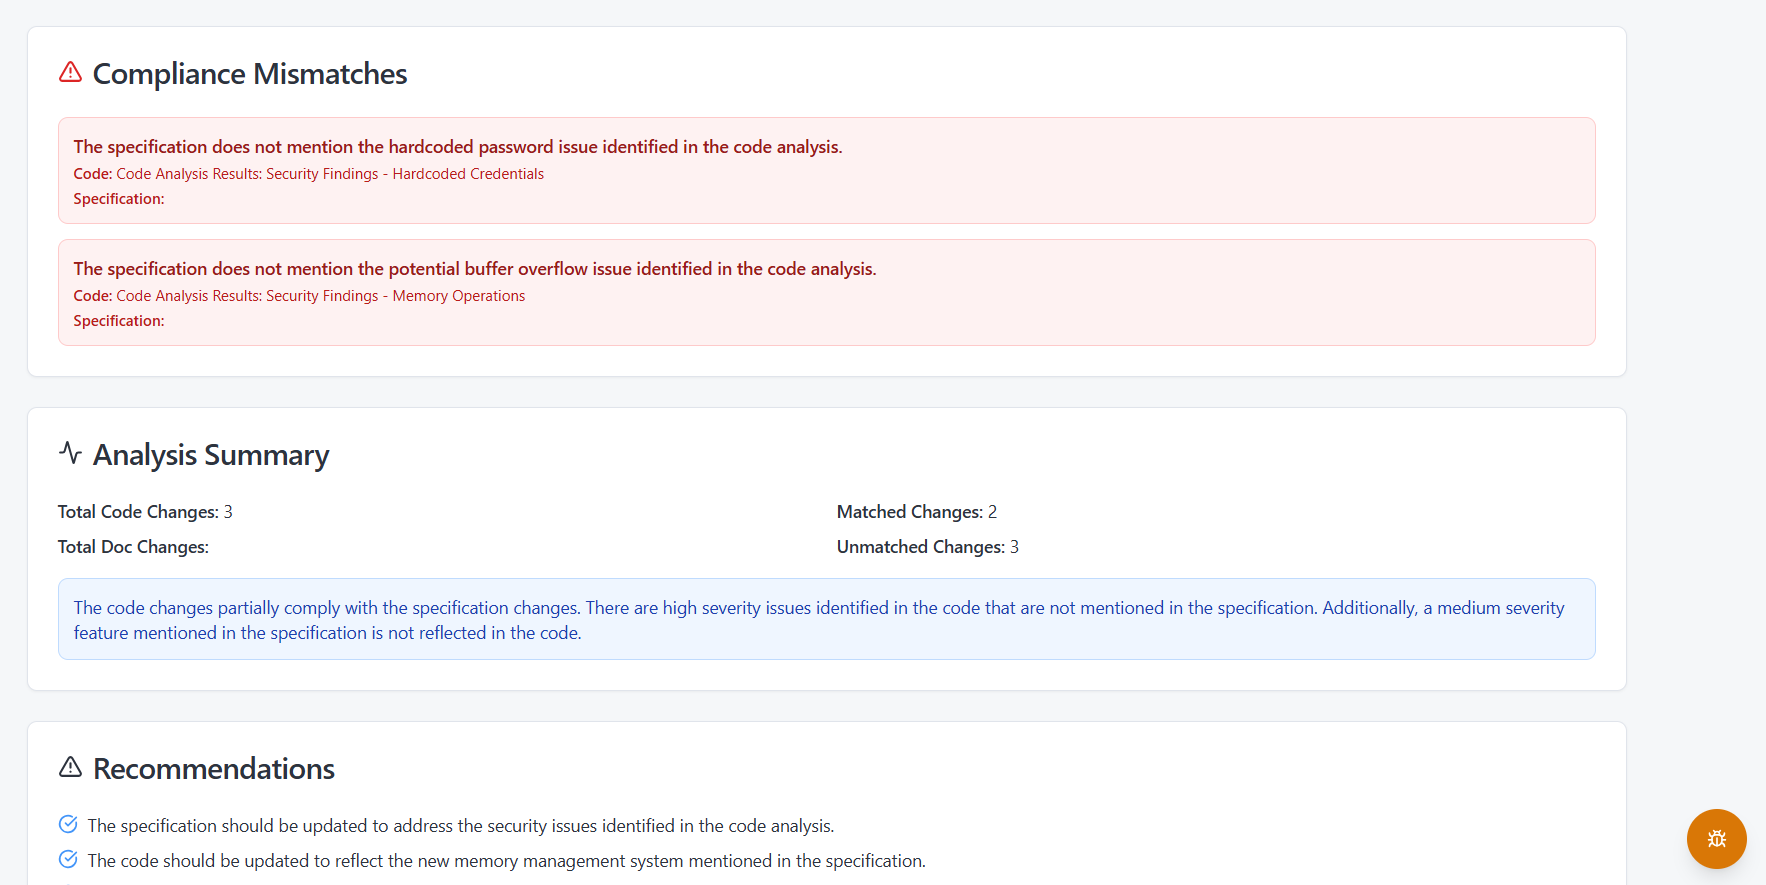 Compliance Mismatches
The specification does not mention the hardcoded password issue identified in the code analysis.
Code: Code Analysis Results: Security Findings - Hardcoded Credentials
Specification:
The specification does not mention the potential buffer overflow issue identified in the code analysis.
Code: Code Analysis Results: Security Findings - Memory Operations
Specification:
Analysis Summary
Total Code Changes: 3
Matched Changes: 2
Total Doc Changes:
Unmatched Changes: 3
The code changes partially comply with the specification changes. There are high severity issues identified in the code that are not mentioned in the specification. Additionally, a medium severity
feature mentioned in the specification is not reflected in the code.
Recommendations
The specification should be updated to address the security issues identified in the code analysis.
The code should be updated to reflect the new memory management system mentioned in the specification.